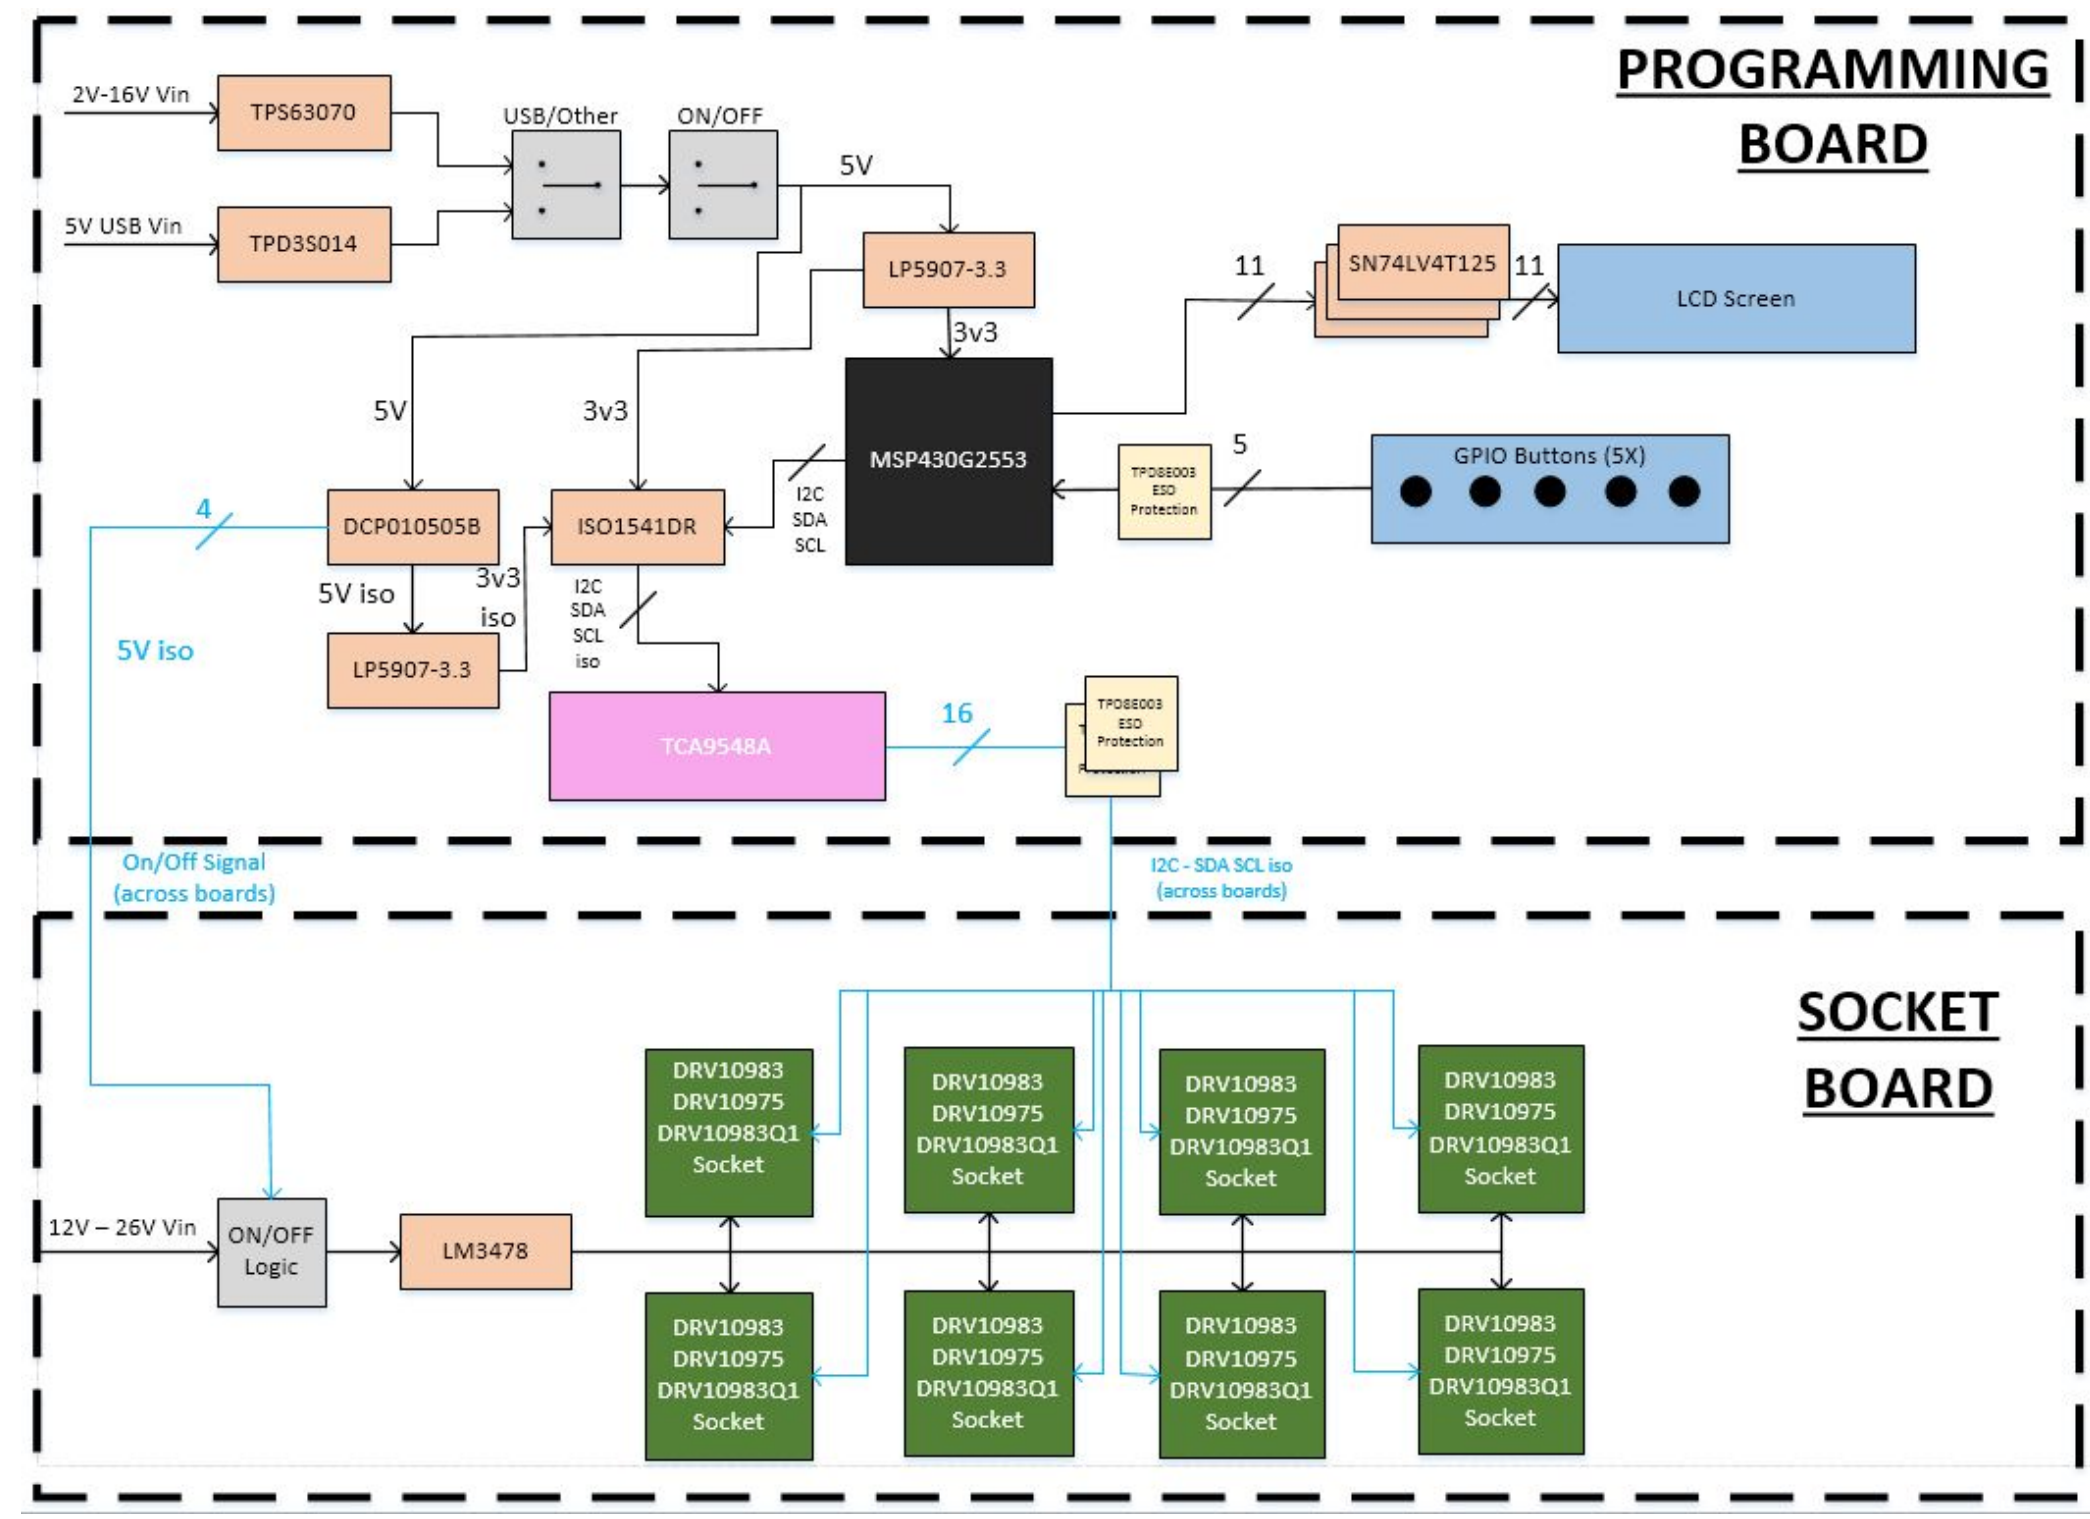 PROGRAMMING
BOARD
2V-16V Vin
TPS63070
USB/Other
ON/OFF
5V
5V USB Vin
TPD3S014
LP5907-3.3
3v3
11
SN74LV4T125
11
LCD Screen
5V
3v3
MSP430G2553
I2C
SDA
SCL
TPD8E003
ESD
Protection
5
GPIO Buttons (5X)
4
DCP010505B
ISO1541DR
5V iso
3v3
iso
I2C
SDA
SCL
iso
5V iso
LP5907-3.3
TCA9548A
16
TPD8E003
ESD
Protection
On/Off Signal
(across boards)
I2C - SDA SCL iso
(across boards)
SOCKET
BOARD
DRV10983
DRV10975
DRV10983Q1
Socket
DRV10983
DRV10975
DRV10983Q1
Socket
DRV10983
DRV10975
DRV10983Q1
Socket
DRV10983
DRV10975
DRV10983Q1
Socket
12V – 26V Vin
ON/OFF
Logic
LM3478
DRV10983
DRV10975
DRV10983Q1
Socket
DRV10983
DRV10975
DRV10983Q1
Socket
DRV10983
DRV10975
DRV10983Q1
Socket
DRV10983
DRV10975
DRV10983Q1
Socket